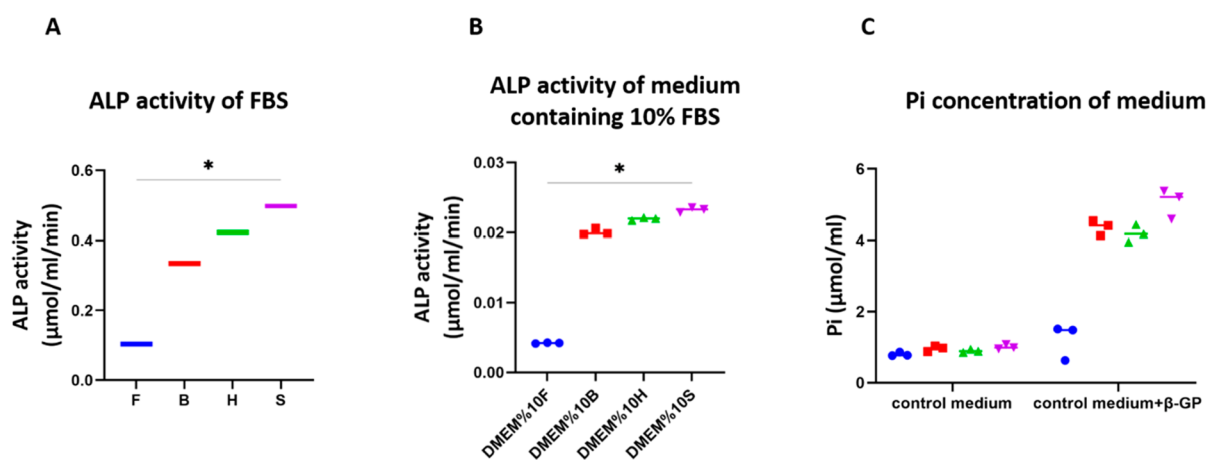 A
ALP activity of FBS
ALP activity
(µmol/ml/min)
0.6
0.4
0.2
0.0
*
F
B
H
S
B
ALP activity of medium
containing 10% FBS
ALP activity
(µmol/ml/min)
0.03
0.02
0.01
0.00
*
DMEM%10F
DMEM%10B
DMEM%10H
DMEM%10S
C
Pi concentration of medium
Pi (µmol/ml)
6
4
2
0
control medium
control medium+β-GP